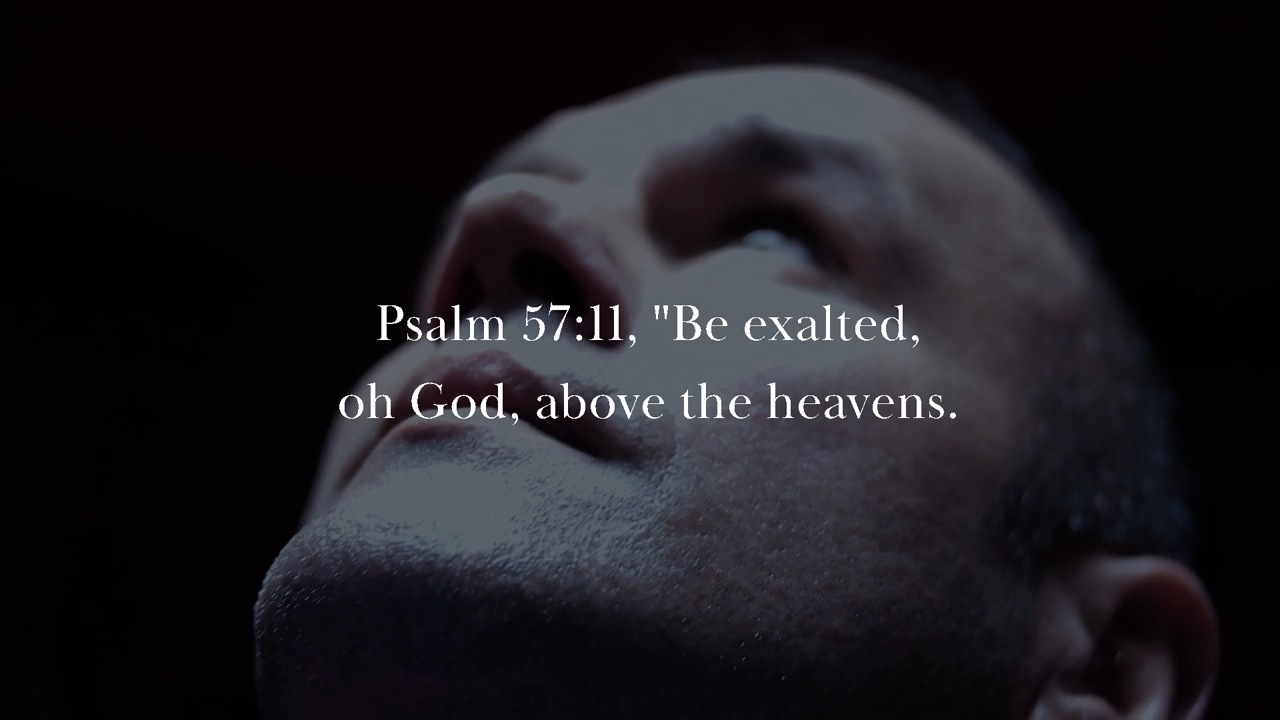 Psalm 57:11, "Be exalted,
oh God, above the heavens.